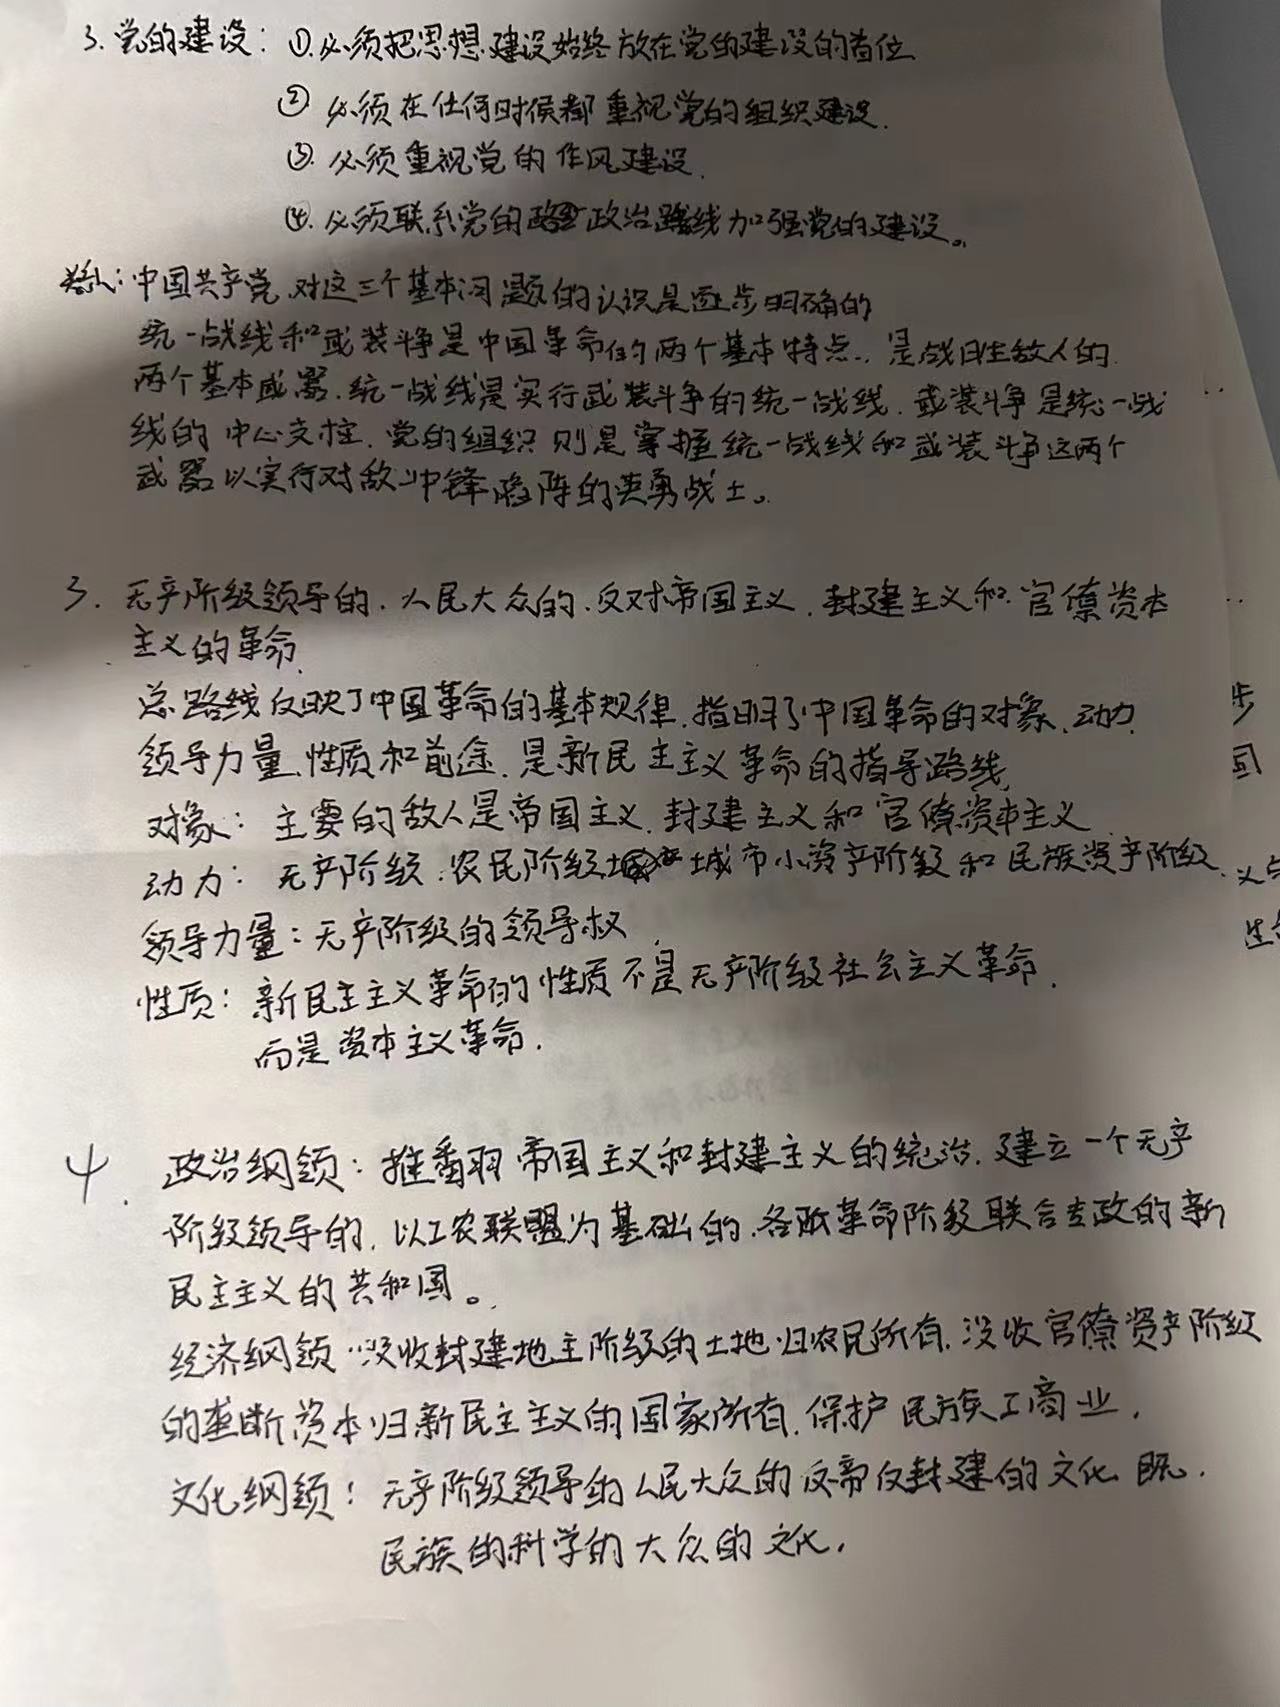 3. 党的建设: ①必须把思想建设始终放在党的建设的首位
② 必须在任何时候都重视党的组织建设.
③. 必须重视党的作风建设.
④. 必须联系党的政治路线加强党的建设。
中国共产党对这三个基本问题的认识是逐步明确的
统一战线和武装斗争是中国革命的两个基本特点. 是战胜敌人的
两个基本武器. 统一战线是实行武装斗争的统一战线. 武装斗争是统一战
线的中心支柱. 党的组织则是掌握统一战线和武装斗争这两个
武器以实行对敌冲锋陷阵的英勇战士。
3. 无产阶级领导的. 人民大众的. 反对帝国主义. 封建主义和官僚资本
主义的革命.
总路线反映了中国革命的基本规律. 指明了中国革命的对象、动力、
领导力量、性质和前途. 是新民主主义革命的指导路线.
对象: 主要的敌人是帝国主义. 封建主义和官僚资本主义
动力: 无产阶级. 农民阶级 城市小资产阶级和民族资产阶级.
领导力量: 无产阶级的领导权
性质: 新民主主义革命的性质不是无产阶级社会主义革命.
而是资本主义革命.
4. 政治纲领: 推翻帝国主义和封建主义的统治. 建立一个无产
阶级领导的. 以工农联盟为基础的. 各阶革命阶级联合专政的新
民主主义的共和国。
经济纲领: 没收封建地主阶级的土地归农民所有. 没收官僚资产阶级
的垄断资本归新民主主义的国家所有. 保护民族工商业.
文化纲领: 无产阶级领导的人民大众的反帝反封建的文化. 既.
民族的科学的大众的文化.
步
国